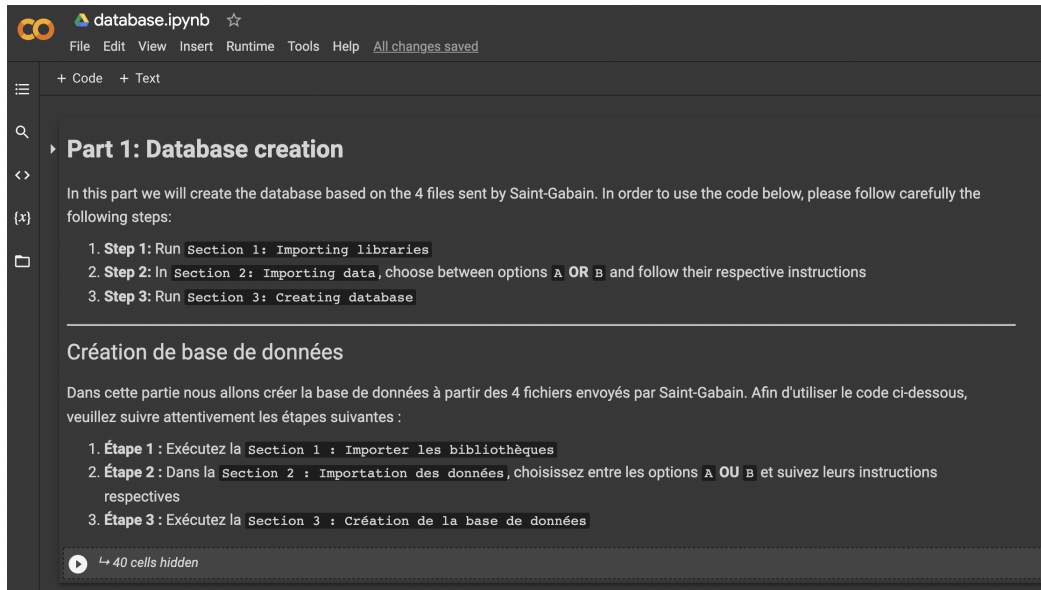 database.ipynb
File Edit View Insert Runtime Tools Help All changes saved
+ Code + Text
Part 1: Database creation
In this part we will create the database based on the 4 files sent by Saint-Gabain. In order to use the code below, please follow carefully the
following steps:
1. Step 1: Run Section 1: Importing libraries
2. Step 2: In Section 2: Importing data, choose between options A OR B and follow their respective instructions
3. Step 3: Run Section 3: Creating database
Création de base de données
Dans cette partie nous allons créer la base de données à partir des 4 fichiers envoyés par Saint-Gabain. Afin d'utiliser le code ci-dessous,
veuillez suivre attentivement les étapes suivantes :
1. Étape 1 : Exécutez la Section 1 : Importer les bibliothèques
2. Étape 2 : Dans la Section 2 : Importation des données, choisissez entre les options A OU B et suivez leurs instructions
respectives
3. Étape 3 : Exécutez la Section 3 : Création de la base de données
↳ 40 cells hidden